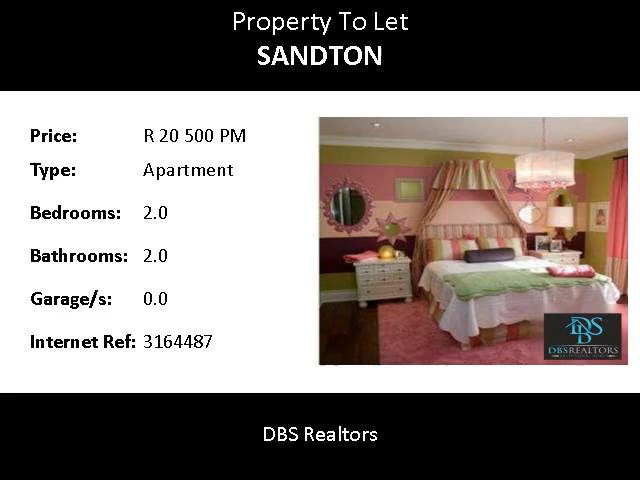 Property To Let
SANDTON
Price: R 20 500 PM
Type: Apartment
Bedrooms: 2.0
Bathrooms: 2.0
Garage/s: 0.0
Internet Ref: 3164487
DBS
DBSREALTORS
DBS Realtors